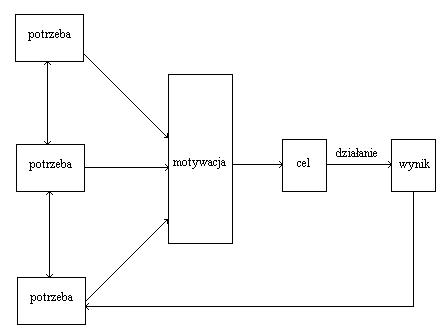 potrzeba
potrzeba
potrzeba
motywacja
cel
działanie
wynik